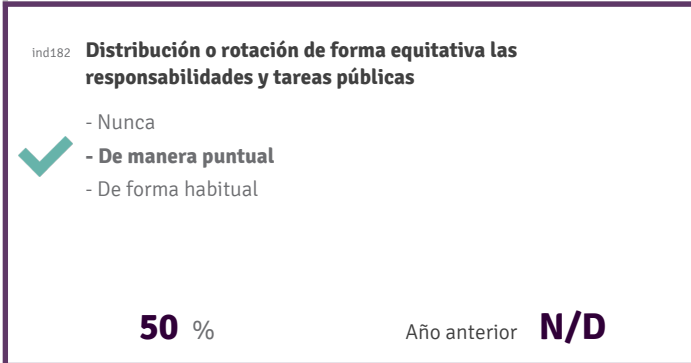 ind182 Distribución o rotación de forma equitativa las
responsabilidades y tareas públicas
- Nunca
- De manera puntual
- De forma habitual
50 % Año anterior N/D